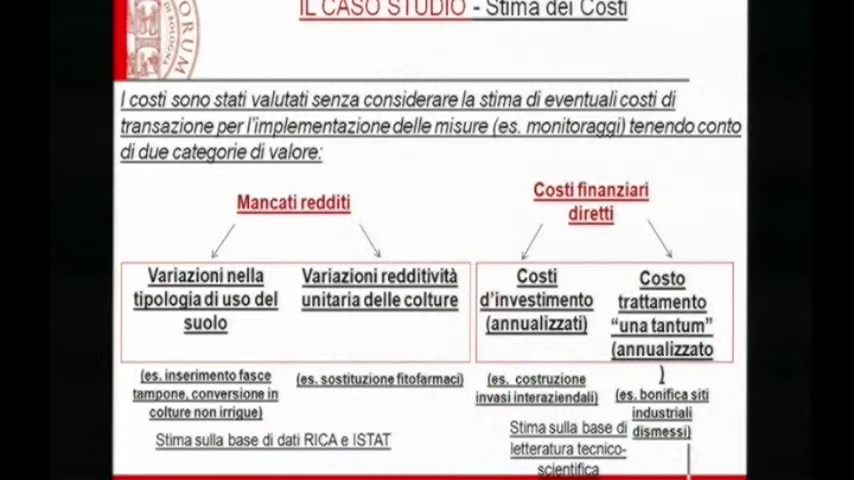 ORUM
DI BOLOGNA
IL CASO STUDIO - Stima dei Costi
I costi sono stati valutati senza considerare la stima di eventuali costi di
transazione per l'implementazione delle misure (es. monitoraggi) tenendo conto
di due categorie di valore:
Mancati redditi
Costi finanziari
diretti
Variazioni nella
tipologia di uso del
suolo
Variazioni redditività
unitaria delle colture
Costi
d'investimento
(annualizzati)
Costo
trattamento
"una tantum"
(annualizzato
)
(es. inserimento fasce
tampone, conversione in
colture non irrigue)
(es. sostituzione fitofarmaci)
(es. costruzione
invasi interaziendali)
(es. bonifica siti
industriali
dismessi)
Stima sulla base di dati RICA e ISTAT
Stima sulla base di
letteratura tecnico-
scientifica